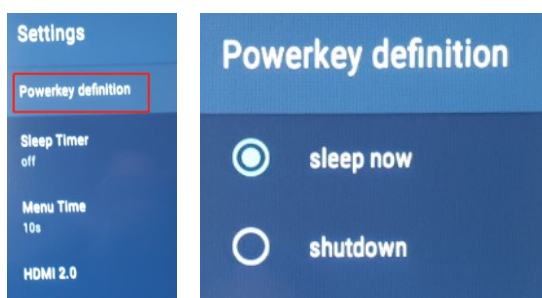 Settings
Powerkey definition
Sleep Timer
off
Menu Time
10s
HDMI 2.0
Powerkey definition
sleep now
shutdown